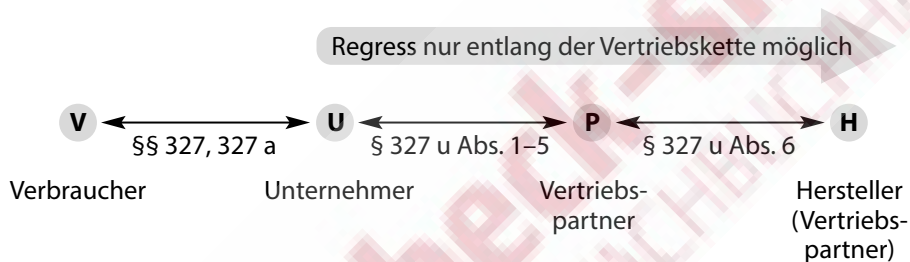 Regress nur entlang der Vertriebskette möglich
V U P H
§§ 327, 327 a § 327 u Abs. 1–5 § 327 u Abs. 6
Verbraucher Unternehmer Vertriebs- Hersteller
partner (Vertriebs-
partner)